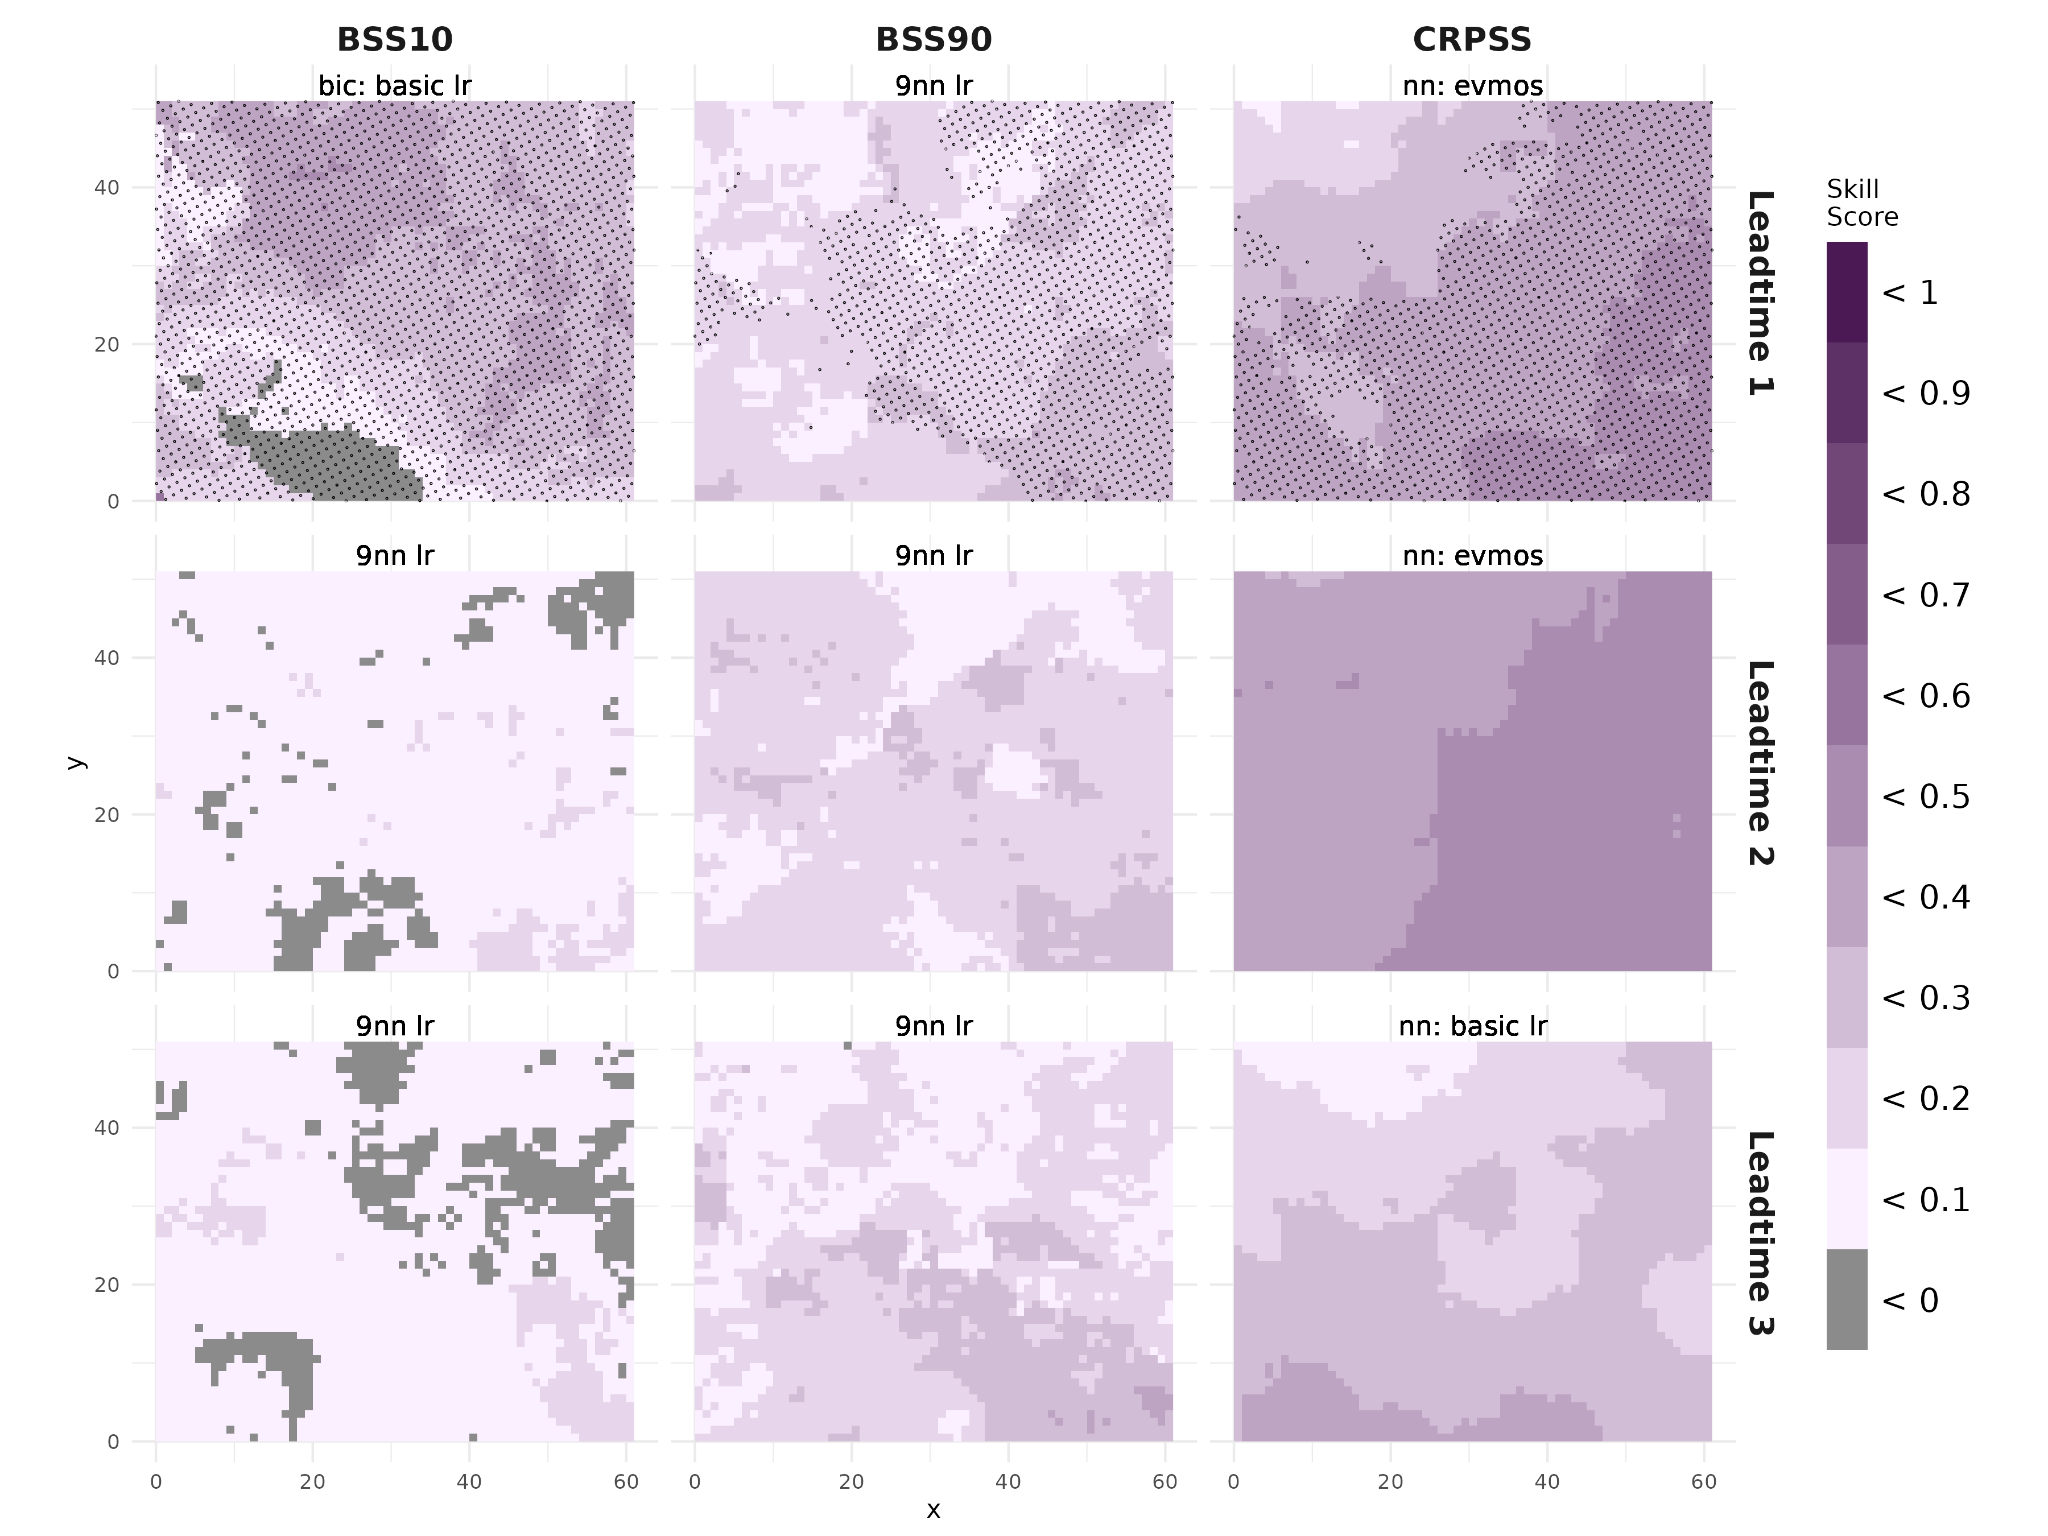 BSS10 BSS90 CRPSS
bic: basic lr 9nn lr nn: evmos
40
20
0
Leadtime 1
9nn lr 9nn lr nn: evmos
40
20
0
Leadtime 2
9nn lr 9nn lr nn: basic lr
40
20
0
Leadtime 3
0 20 40 60 0 20 40 60 0 20 40 60
x
y
Skill
Score
< 1
< 0.9
< 0.8
< 0.7
< 0.6
< 0.5
< 0.4
< 0.3
< 0.2
< 0.1
< 0